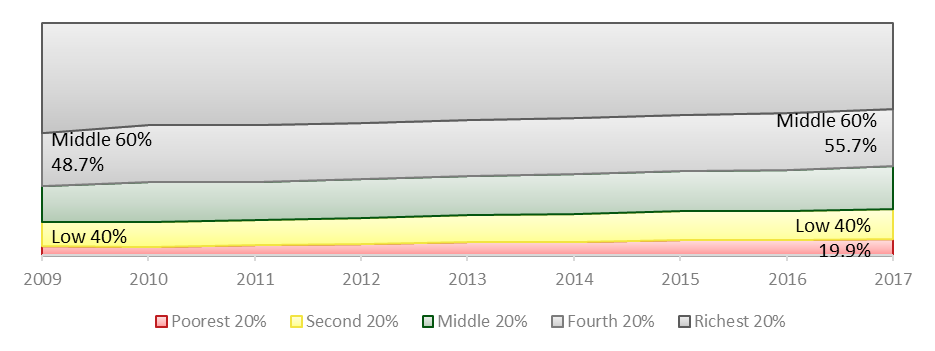 Middle 60%
48.7%
Middle 60%
55.7%
Low 40%
Low 40%
19.9%
2009 2010 2011 2012 2013 2014 2015 2016 2017
Poorest 20% Second 20% Middle 20% Fourth 20% Richest 20%